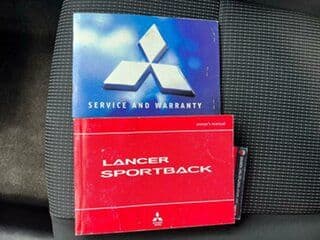 SERVICE AND WARRANTY
owner's manual
LANCER
SPORTBACK